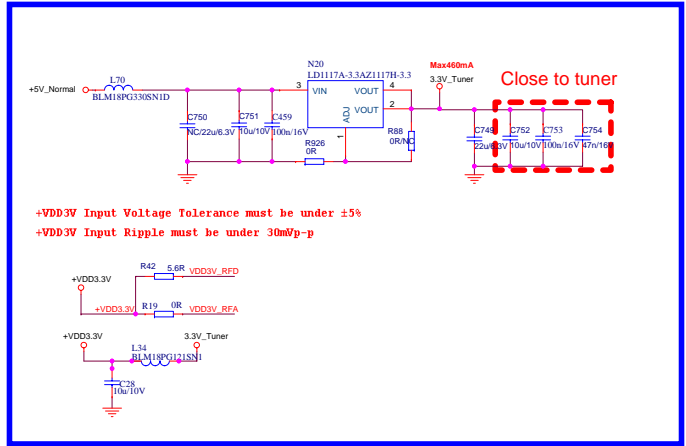 N20
LD1117A-3.3AZ1117H-3.3
Max460mA
3.3V_Tuner
Close to tuner
+5V_Normal
L70
BLM18PG330SN1D
3
VIN
VOUT
4
VOUT
2
ADJ
1
C750
NC/22u/6.3V
C751
10u/10V
C459
100n/16V
R926
0R
R88
0R/NC
C749
22u/6.3V
C752
10u/10V
C753
100n/16V
C754
47n/16V
+VDD3V Input Voltage Tolerance must be under ±5%
+VDD3V Input Ripple must be under 30mVp-p
+VDD3.3V
R42 5.6R
VDD3V_RFD
+VDD3.3V
R19 0R
VDD3V_RFA
+VDD3.3V
3.3V_Tuner
L34
BLM18PG121SN1
C28
10u/10V